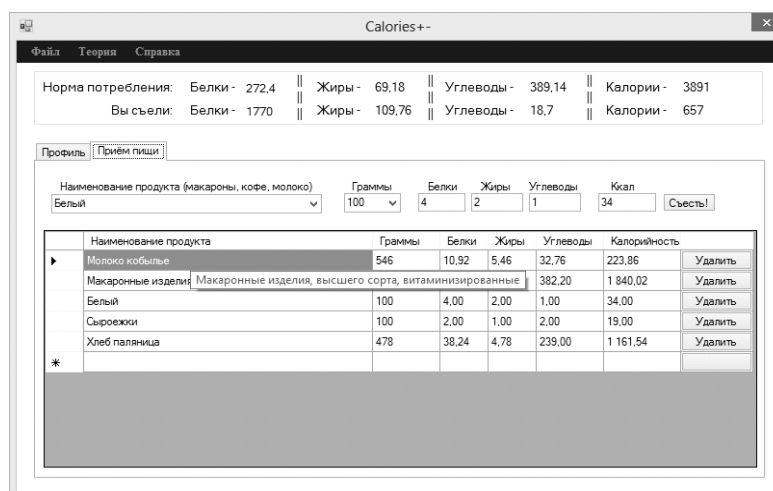 Calories+-
Файл Теория Справка
Норма потребления: Белки - 272,4 || Жиры - 69,18 || Углеводы - 389,14 || Калории - 3891
Вы съели: Белки - 1770 || Жиры - 109,76 || Углеводы - 18,7 || Калории - 657
Профиль Приём пищи
Наименование продукта (макароны, кофе, молоко) Граммы Белки Жиры Углеводы Ккал
Белый 100 4 2 1 34 Съесть!
Наименование продукта Граммы Белки Жиры Углеводы Калорийность
Молоко кобылье 546 10,92 5,46 32,76 223,86 Удалить
Макаронные изделия Макаронные изделия, высшего сорта, витаминизированные 382,20 1 840,02 Удалить
Белый 100 4,00 2,00 1,00 34,00 Удалить
Сыроежки 100 2,00 1,00 2,00 19,00 Удалить
Хлеб паляница 478 38,24 4,78 239,00 1 161,54 Удалить